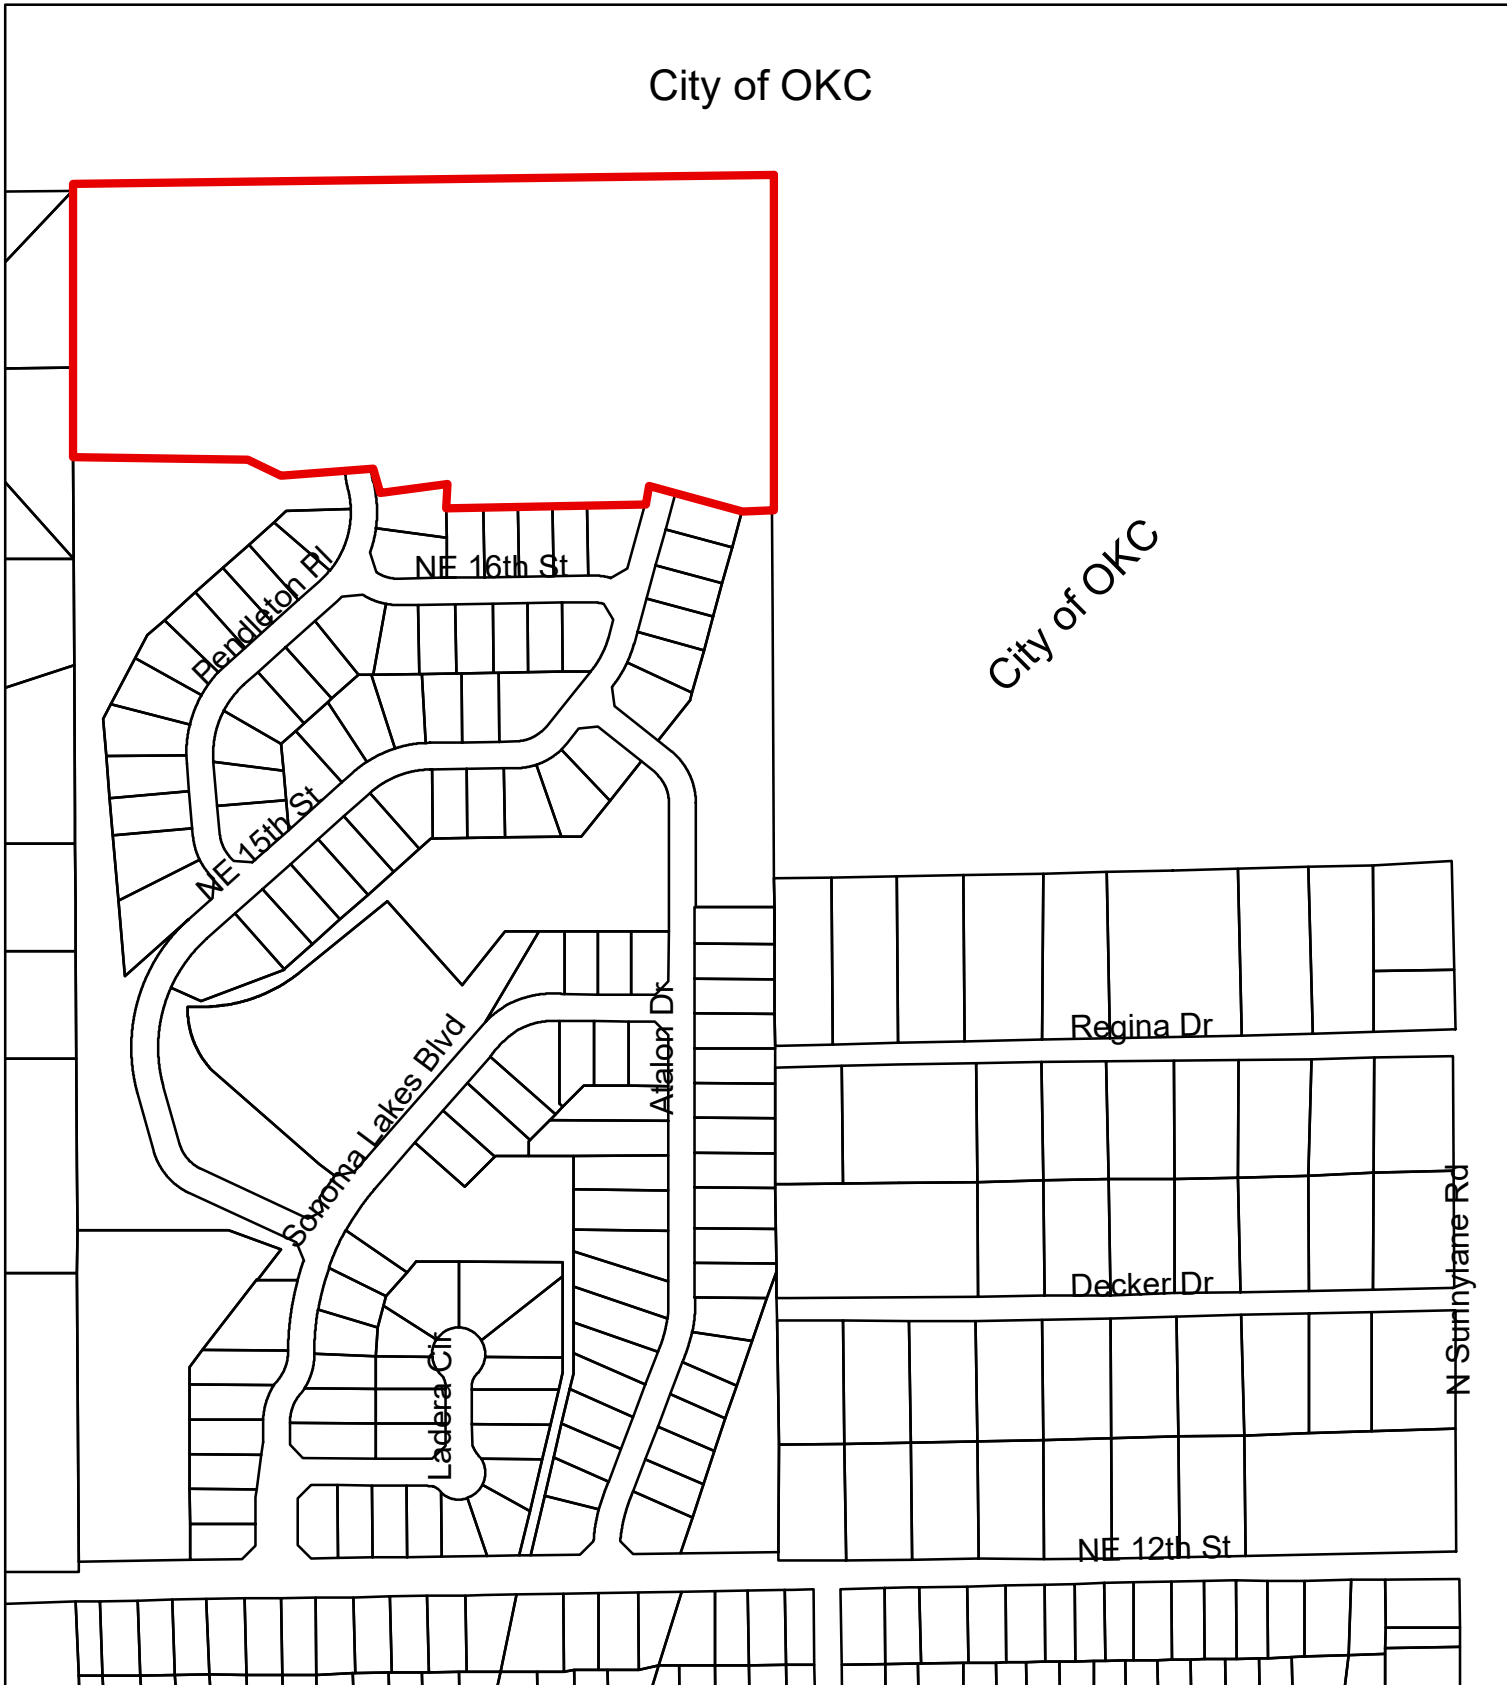 City of OKC
City of OKC
NE 16th St
Pendleton Pl
NE 15th St
Atalon Dr
Regina Dr
Sonoma Lakes Blvd
N Sunnylane Rd
Decker Dr
Ladera Cir
NE 12th St